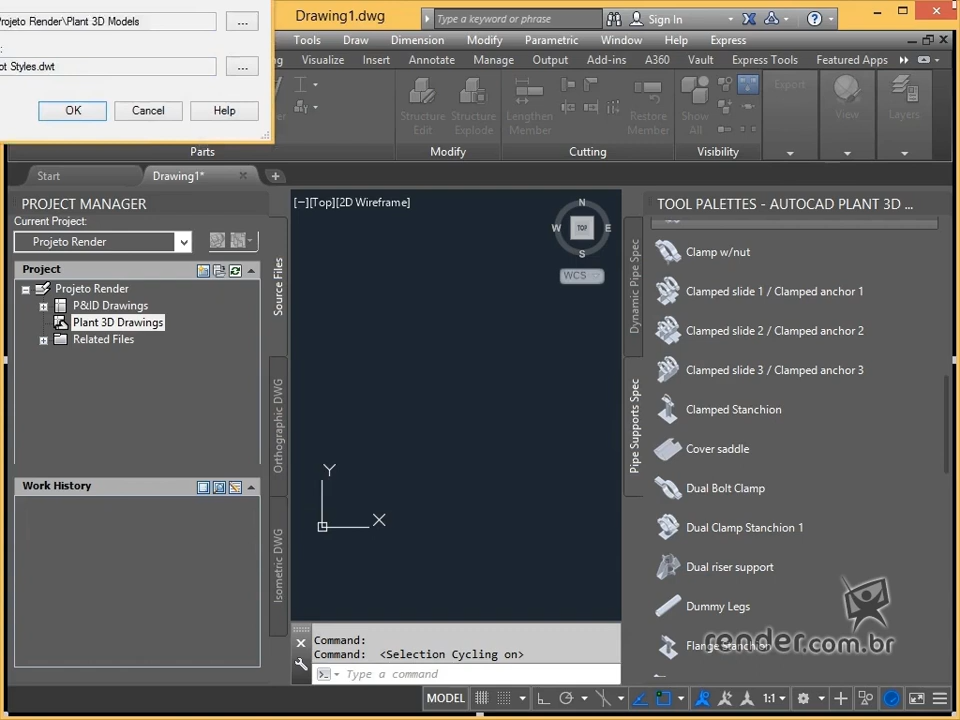 Projeto Render\Plant 3D Models
...
Styles.dwt
...
OK
Cancel
Help
Drawing1.dwg
Type a keyword or phrase
Sign In
Tools
Draw
Dimension
Modify
Parametric
Window
Help
Express
Visualize
Insert
Annotate
Manage
Output
Add-ins
A360
Vault
Express Tools
Featured Apps
Structure Edit
Structure Explode
Lengthen Member
Restore Member
Show All
Export
View
Layers
Parts
Modify
Cutting
Visibility
Start
Drawing1*
PROJECT MANAGER
Current Project:
Projeto Render
Project
Projeto Render
P&ID Drawings
Plant 3D Drawings
Related Files
Work History
Source Files
Orthographic DWG
Isometric DWG
[−][Top][2D Wireframe]
N
W
TOP
E
S
WCS
Y
X
Command:
Command: <Selection Cycling on>
Type a command
Dynamic Pipe Spec
Pipe Supports Spec
TOOL PALETTES - AUTOCAD PLANT 3D ...
Clamp w/nut
Clamped slide 1 / Clamped anchor 1
Clamped slide 2 / Clamped anchor 2
Clamped slide 3 / Clamped anchor 3
Clamped Stanchion
Cover saddle
Dual Bolt Clamp
Dual Clamp Stanchion 1
Dual riser support
Dummy Legs
Flange Stanchion
render.com.br
MODEL
1:1